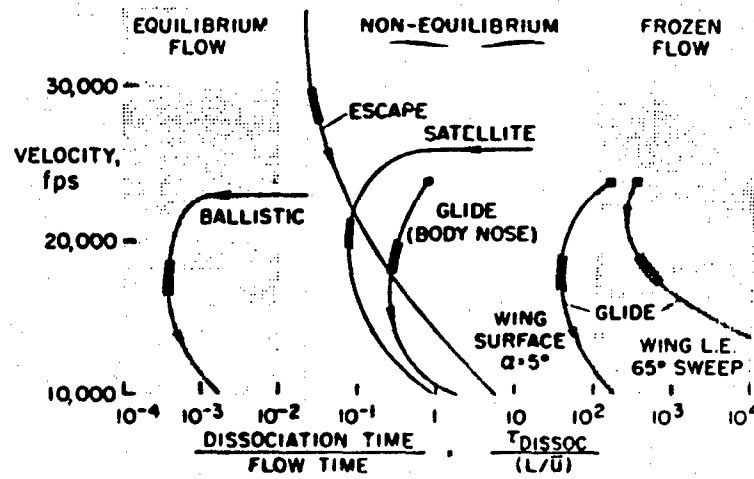 EQUILIBRIUM
FLOW
NON-EQUILIBRIUM
FROZEN
FLOW
30,000
ESCAPE
SATELLITE
VELOCITY,
fps
BALLISTIC
20,000
GLIDE
(BODY NOSE)
GLIDE
WING
SURFACE
α=5°
WING L.E.
65° SWEEP
10,000
10⁻⁴ 10⁻³ 10⁻² 10⁻¹ 1 10 10² 10³ 10⁴
DISSOCIATION TIME
FLOW TIME
τDISSOC
(L/Ū)